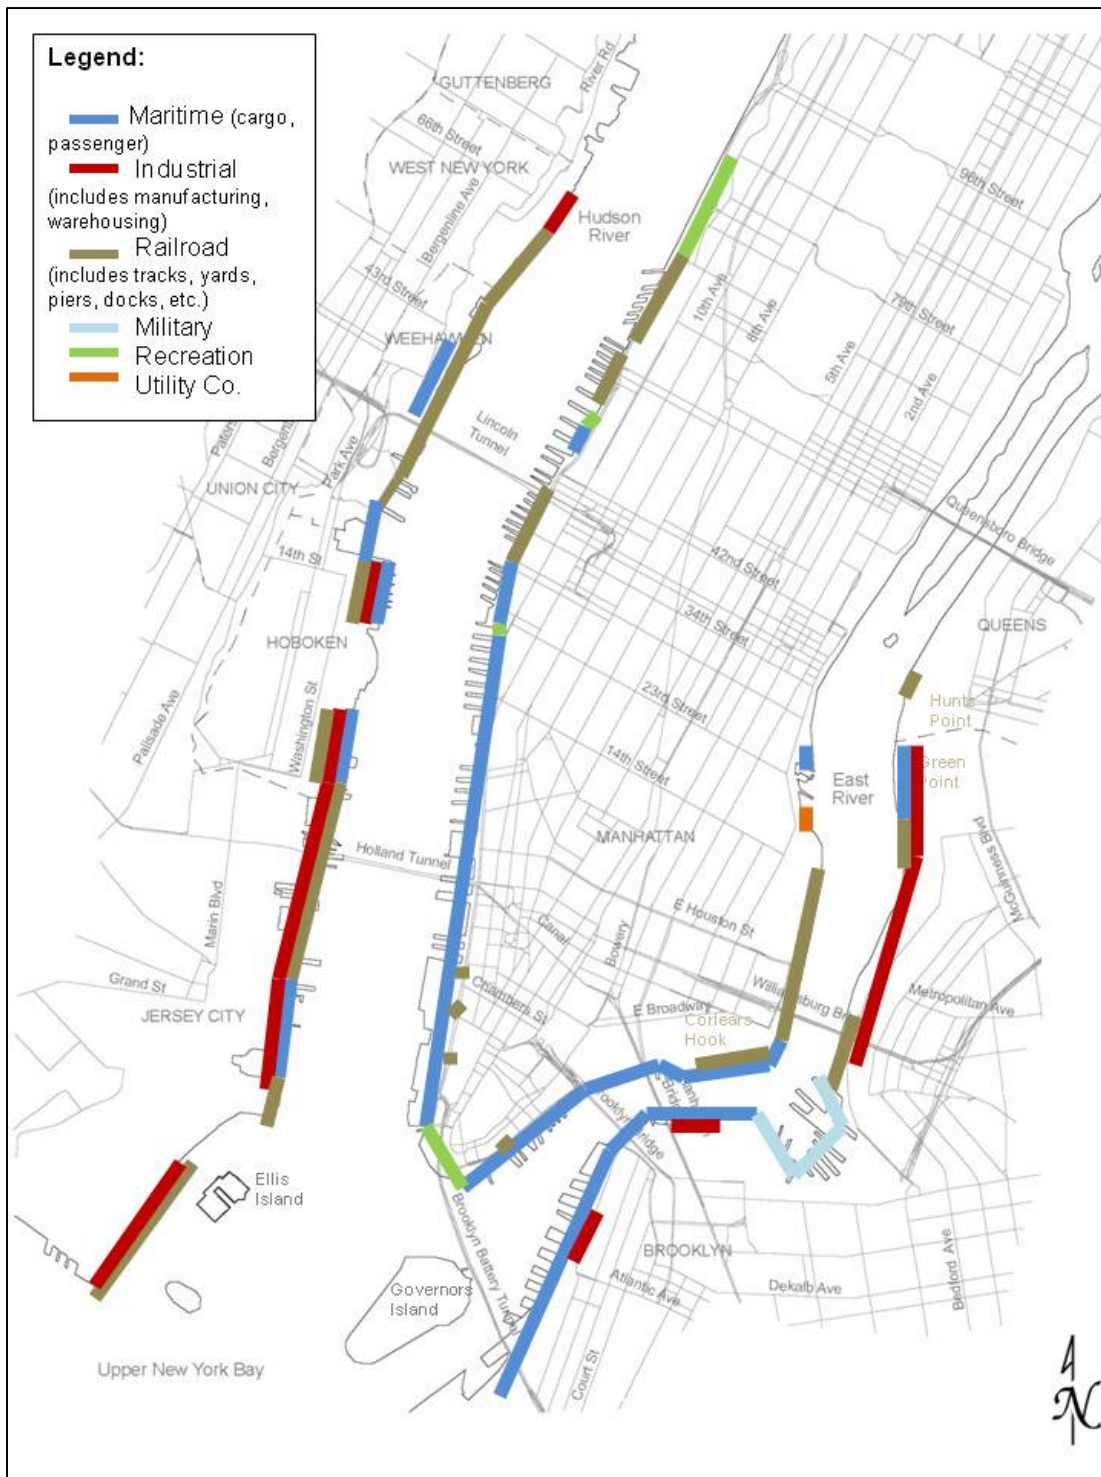 Legend:
Maritime (cargo,
passenger)
Industrial
(includes manufacturing,
warehousing)
Railroad
(includes tracks, yards,
piers, docks, etc.)
Military
Recreation
Utility Co.
GUTTENBERG
River Rd
66th Street
WEST NEW YORK
Bergenline Ave
Hudson
River
96th Street
43rd Street
WEEHAWKEN
10th Ave
8th Ave
79th Street
5th Ave
2nd Ave
Lincoln
Tunnel
Park Ave
UNION CITY
Queensboro Bridge
14th St
42nd Street
34th Street
QUEENS
HOBOKEN
Palisade Ave
Washington St
23rd Street
Hunts
Point
14th Street
Green
Point
East
River
MANHATTAN
McGuinness Blvd
Holland Tunnel
Marin Blvd
E Houston St
Canal
Bowery
Grand St
Chambers St
JERSEY CITY
E Broadway
Williamsburg
Metropolitan Ave
Corlears
Hook
Brooklyn Bridge
Ellis
Island
Brooklyn Battery Tunnel
BROOKLYN
Bedford Ave
Atlantic Ave
Dekalb Ave
Governors
Island
Court St
Upper New York Bay
N